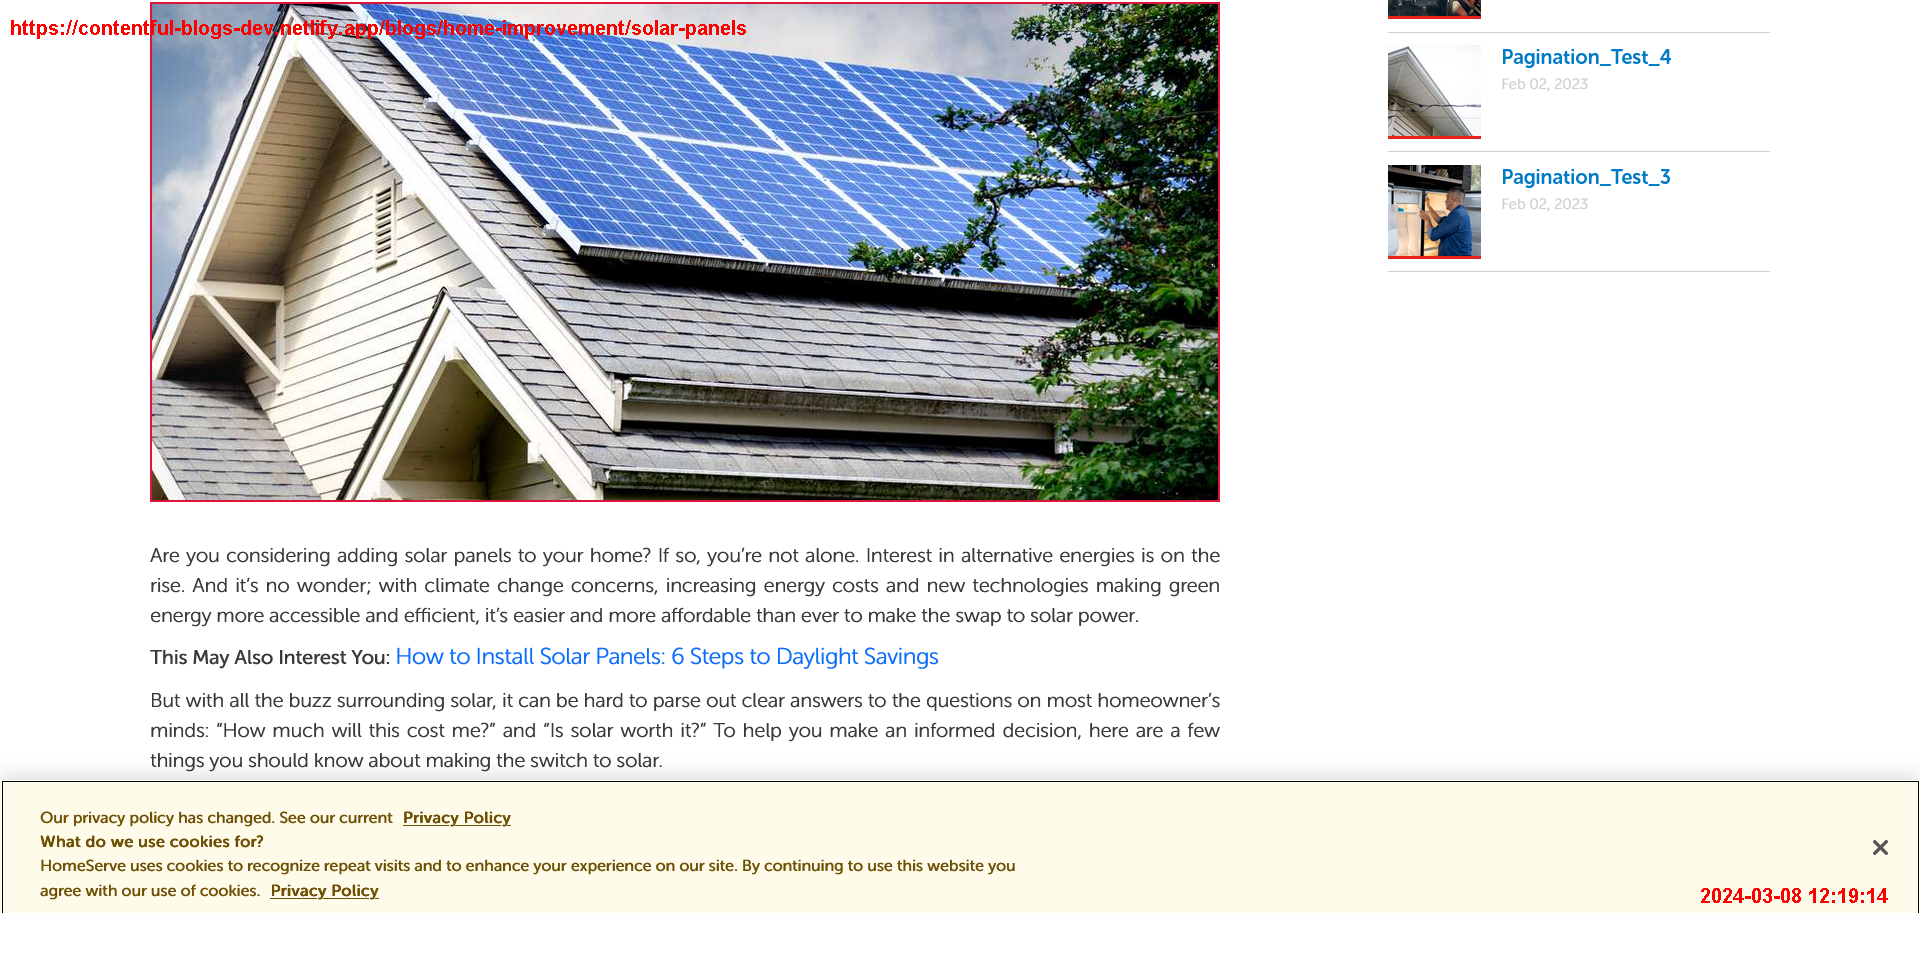 https://contentful-blogs-dev.netlify.app/blogs/home-improvement/solar-panels
Pagination_Test_4
Feb 02, 2023
Pagination_Test_3
Feb 02, 2023
Are you considering adding solar panels to your home? If so, you’re not alone. Interest in alternative energies is on the
rise. And it’s no wonder; with climate change concerns, increasing energy costs and new technologies making green
energy more accessible and efficient, it’s easier and more affordable than ever to make the swap to solar power.
This May Also Interest You: How to Install Solar Panels: 6 Steps to Daylight Savings
But with all the buzz surrounding solar, it can be hard to parse out clear answers to the questions on most homeowner’s
minds: “How much will this cost me?” and “Is solar worth it?” To help you make an informed decision, here are a few
things you should know about making the switch to solar.
Our privacy policy has changed. See our current Privacy Policy
What do we use cookies for?
HomeServe uses cookies to recognize repeat visits and to enhance your experience on our site. By continuing to use this website you
agree with our use of cookies. Privacy Policy
2024-03-08 12:19:14